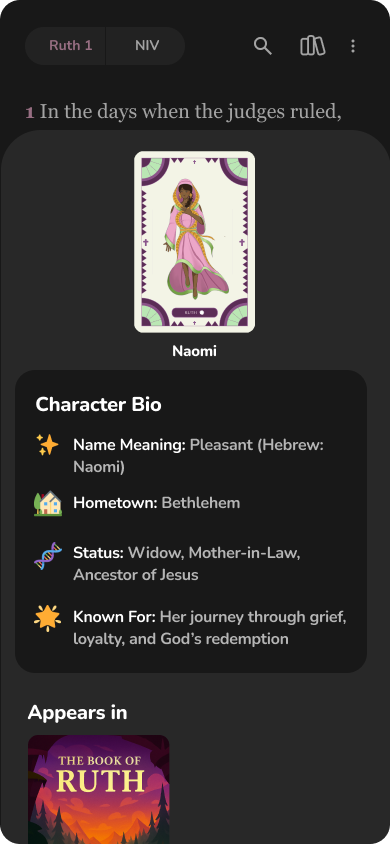 Ruth 1
NIV
1 In the days when the judges ruled,
RUTH
Naomi
Character Bio
Name Meaning: Pleasant (Hebrew:
Naomi)
Hometown: Bethlehem
Status: Widow, Mother-in-Law,
Ancestor of Jesus
Known For: Her journey through grief,
loyalty, and God's redemption
Appears in
THE BOOK OF
RUTH